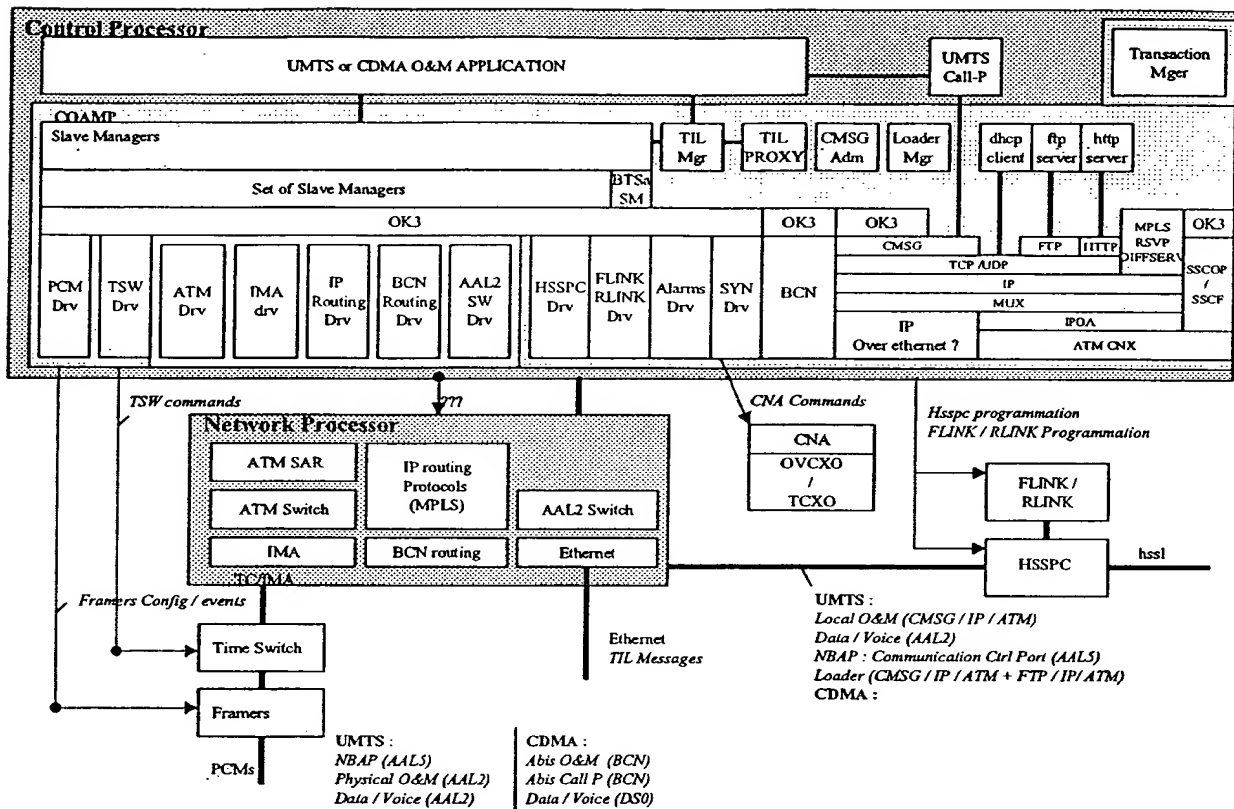 Control Processor
UMTS or CDMA O&M APPLICATION
UMTS
Call-P
Transaction
Mger
COAMP
Slave Managers
TIL
Mgr
TIL
PROXY
CMSG
Adm
Loader
Mgr
dhcp
client
ftp
server
http
server
Set of Slave Managers
BTSa
SM
OK3
OK3
OK3
MPLS
RSVP
DIFFSERV
OK3
CMSG
FTP
HTTP
TCP /UDP
IP
MUX
IP
Over ethernet ?
IPOA
ATM CNX
SSCOP
/
SSCF
PCM
Drv
TSW
Drv
ATM
Drv
IMA
drv
IP
Routing
Drv
BCN
Routing
Drv
AAL2
SW
Drv
HSSPC
Drv
FLINK
RLINK
Drv
Alarms
Drv
SYN
Drv
BCN
TSW commands
???
CNA Commands
Hsspc programmation
FLINK / RLINK Programmation
Network Processor
ATM SAR
IP routing
Protocols
(MPLS)
ATM Switch
AAL2 Switch
IMA
BCN routing
Ethernet
TC/IMA
CNA
OVCXO
/
TCXO
FLINK /
RLINK
HSSPC
hssl
Framers Config / events
Time Switch
Framers
PCMs
Ethernet
TIL Messages
UMTS :
Local O&M (CMSG / IP / ATM)
Data / Voice (AAL2)
NBAP : Communication Ctrl Port (AAL5)
Loader (CMSG / IP / ATM + FTP / IP/ ATM)
CDMA :
UMTS :
NBAP (AAL5)
Physical O&M (AAL2)
Data / Voice (AAL2)
CDMA :
Abis O&M (BCN)
Abis Call P (BCN)
Data / Voice (DS0)